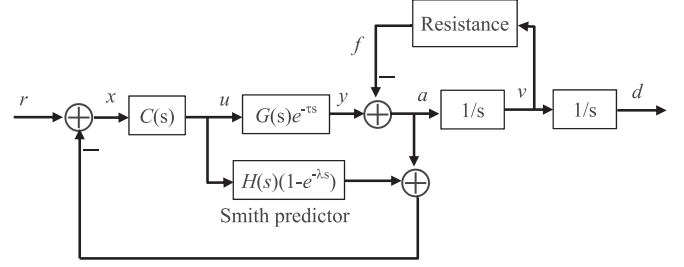 Resistance
f
r
x
C(s)
u
G(s)e^{-τs}
y
a
1/s
v
1/s
d
H(s)(1-e^{-λs})
Smith predictor